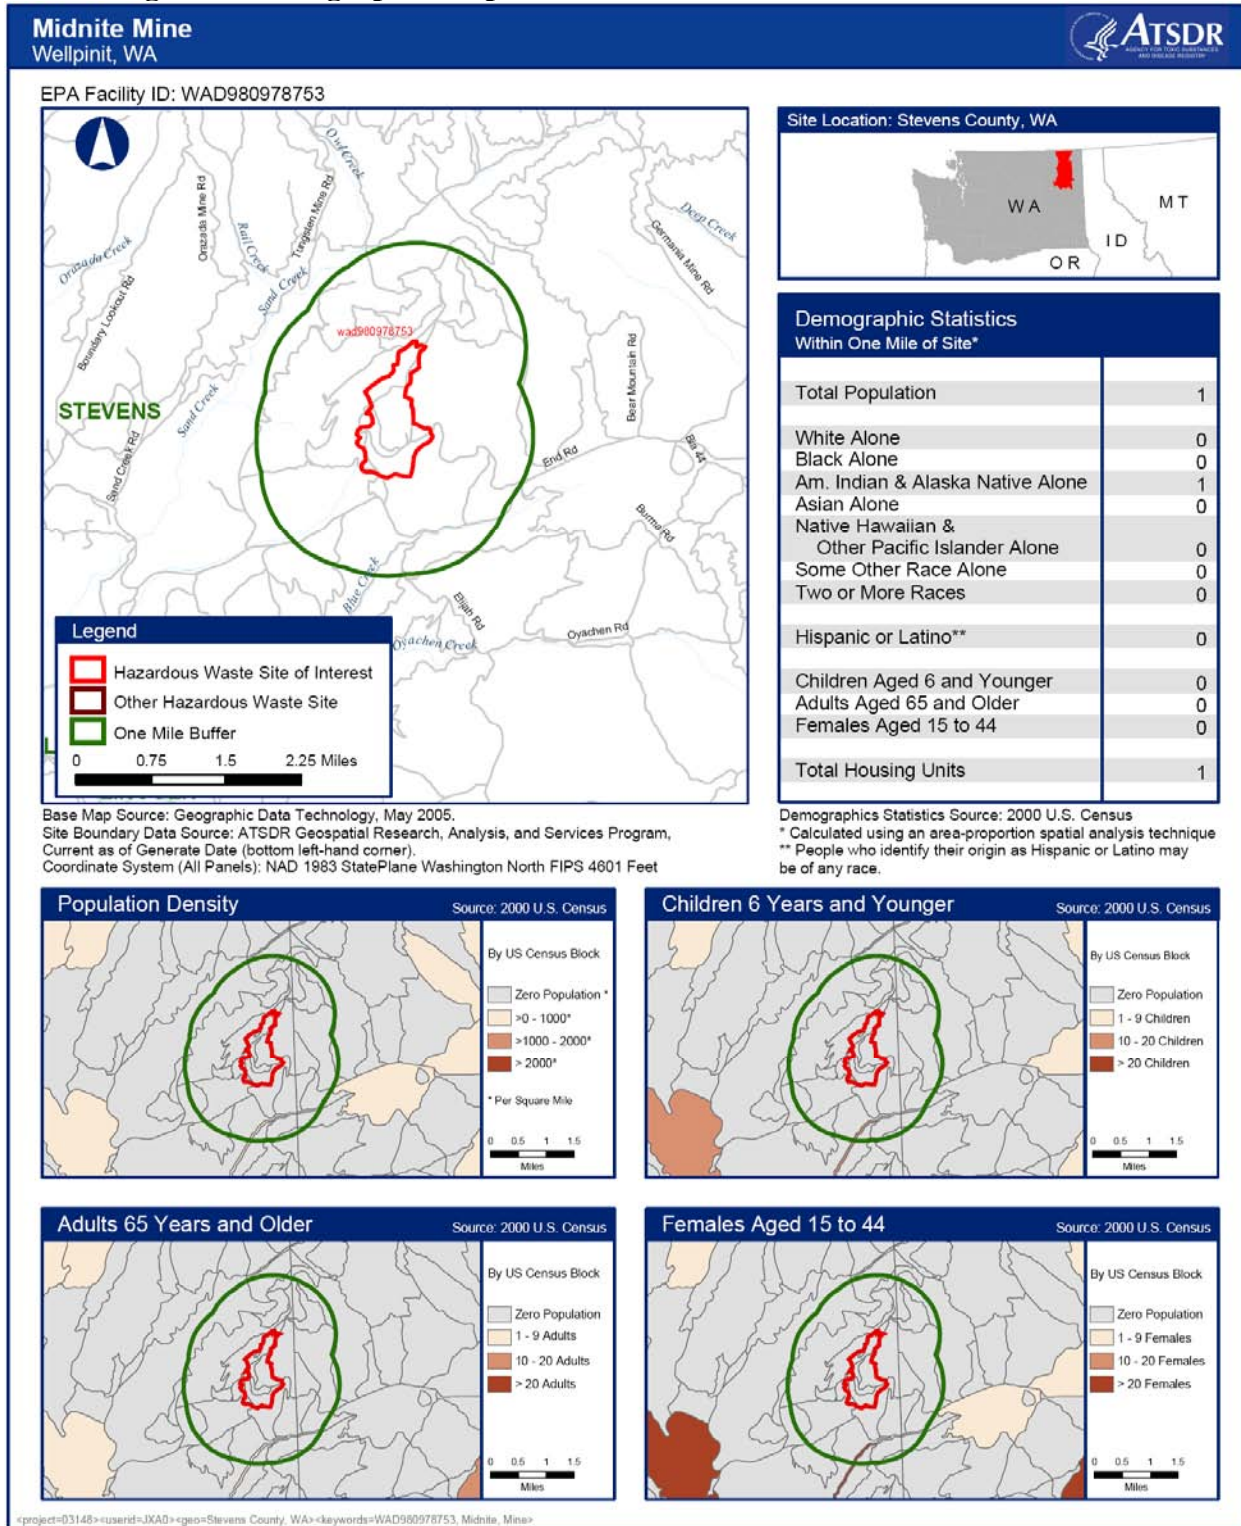 Midnite Mine
Wellpinit, WA
ATSDR
AGENCY FOR TOXIC SUBSTANCES
AND DISEASE REGISTRY
EPA Facility ID: WAD980978753
Owl Creek
Orazada Mine Rd
Tungsten Mine Rd
Rail Creek
Orazada Creek
Sand Creek
Boundary Lookout Rd
Deep Creek
Germania Mine Rd
wad980978753
Bear Mountain Rd
STEVENS
Sand Creek
Sand Creek Rd
End Rd
Bia 44
Burma Rd
Blue Creek
Elijah Rd
Oyachen Creek
Oyachen Rd
Legend
Hazardous Waste Site of Interest
Other Hazardous Waste Site
One Mile Buffer
0 0.75 1.5 2.25 Miles
Site Location: Stevens County, WA
WA
MT
ID
OR
Demographic Statistics
Within One Mile of Site*
Total Population 1
White Alone 0
Black Alone 0
Am. Indian & Alaska Native Alone 1
Asian Alone 0
Native Hawaiian &
Other Pacific Islander Alone 0
Some Other Race Alone 0
Two or More Races 0
Hispanic or Latino** 0
Children Aged 6 and Younger 0
Adults Aged 65 and Older 0
Females Aged 15 to 44 0
Total Housing Units 1
Base Map Source: Geographic Data Technology, May 2005.
Site Boundary Data Source: ATSDR Geospatial Research, Analysis, and Services Program,
Current as of Generate Date (bottom left-hand corner).
Coordinate System (All Panels): NAD 1983 StatePlane Washington North FIPS 4601 Feet
Demographics Statistics Source: 2000 U.S. Census
* Calculated using an area-proportion spatial analysis technique
** People who identify their origin as Hispanic or Latino may
be of any race.
Population Density Source: 2000 U.S. Census
By US Census Block
Zero Population *
>0 - 1000*
>1000 - 2000*
> 2000*
* Per Square Mile
0 0.5 1 1.5
Miles
Children 6 Years and Younger Source: 2000 U.S. Census
By US Census Block
Zero Population
1 - 9 Children
10 - 20 Children
> 20 Children
0 0.5 1 1.5
Miles
Adults 65 Years and Older Source: 2000 U.S. Census
By US Census Block
Zero Population
1 - 9 Adults
10 - 20 Adults
> 20 Adults
0 0.5 1 1.5
Miles
Females Aged 15 to 44 Source: 2000 U.S. Census
By US Census Block
Zero Population
1 - 9 Females
10 - 20 Females
> 20 Females
0 0.5 1 1.5
Miles
<project=03148><userid=JXA0><geo=Stevens County, WA><keywords=WAD980978753, Midnite, Mine>